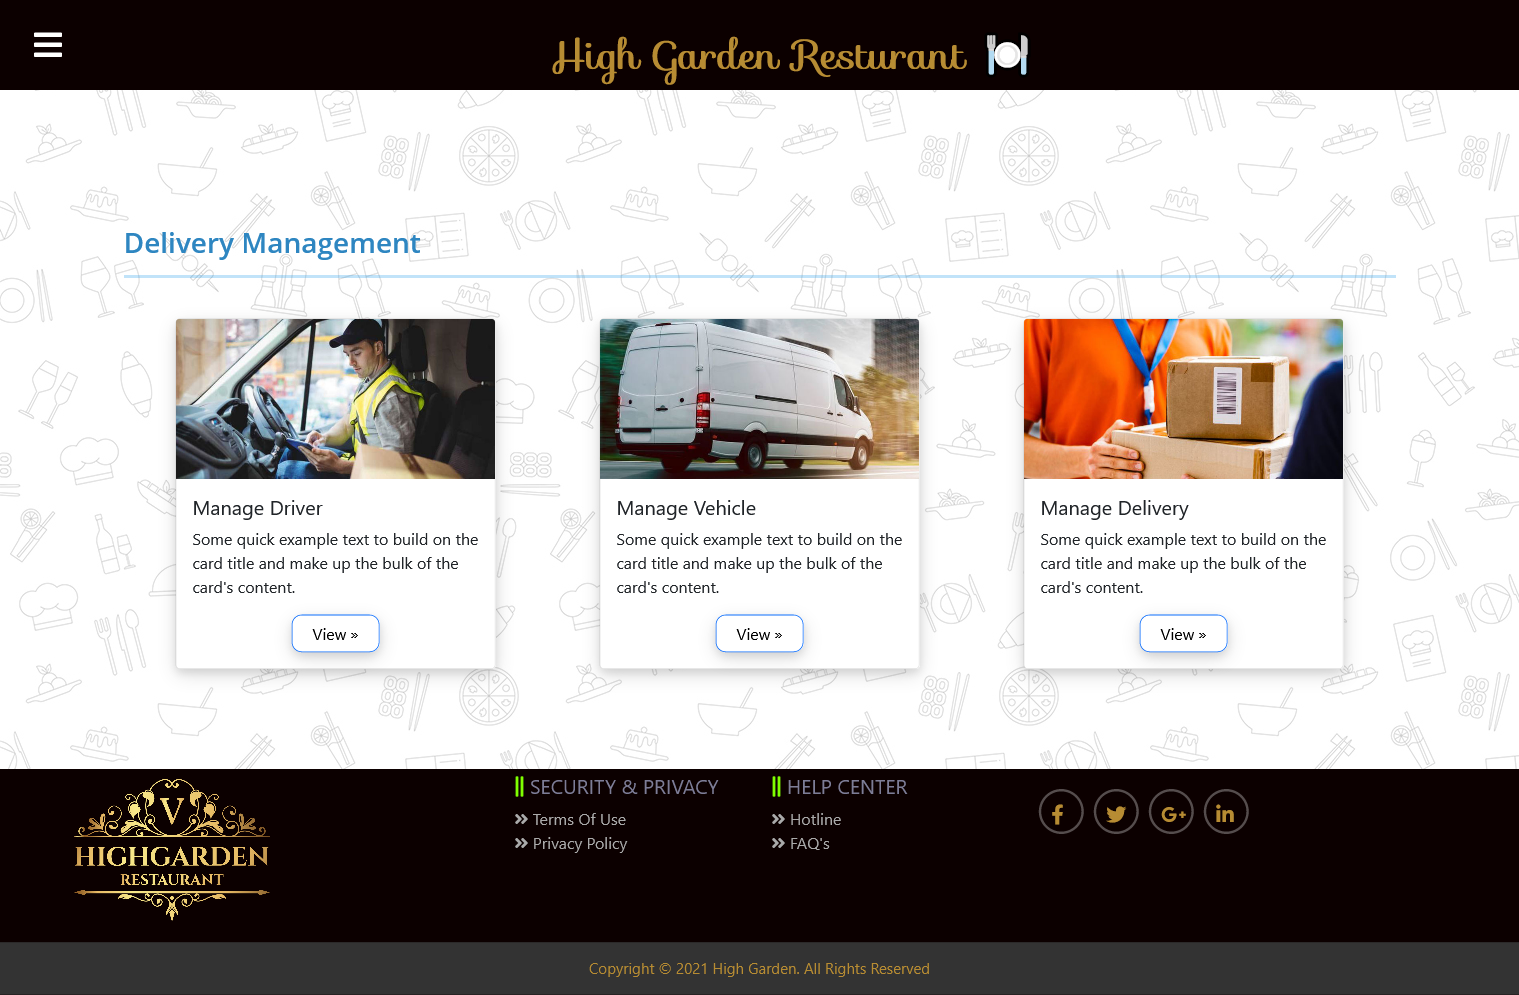 High Garden Resturant
Delivery Management
Manage Driver
Some quick example text to build on the
card title and make up the bulk of the
card's content.
View »
Manage Vehicle
Some quick example text to build on the
card title and make up the bulk of the
card's content.
View »
Manage Delivery
Some quick example text to build on the
card title and make up the bulk of the
card's content.
View »
V
HIGHGARDEN
RESTAURANT
SECURITY & PRIVACY
Terms Of Use
Privacy Policy
HELP CENTER
Hotline
FAQ's
Copyright © 2021 High Garden. All Rights Reserved